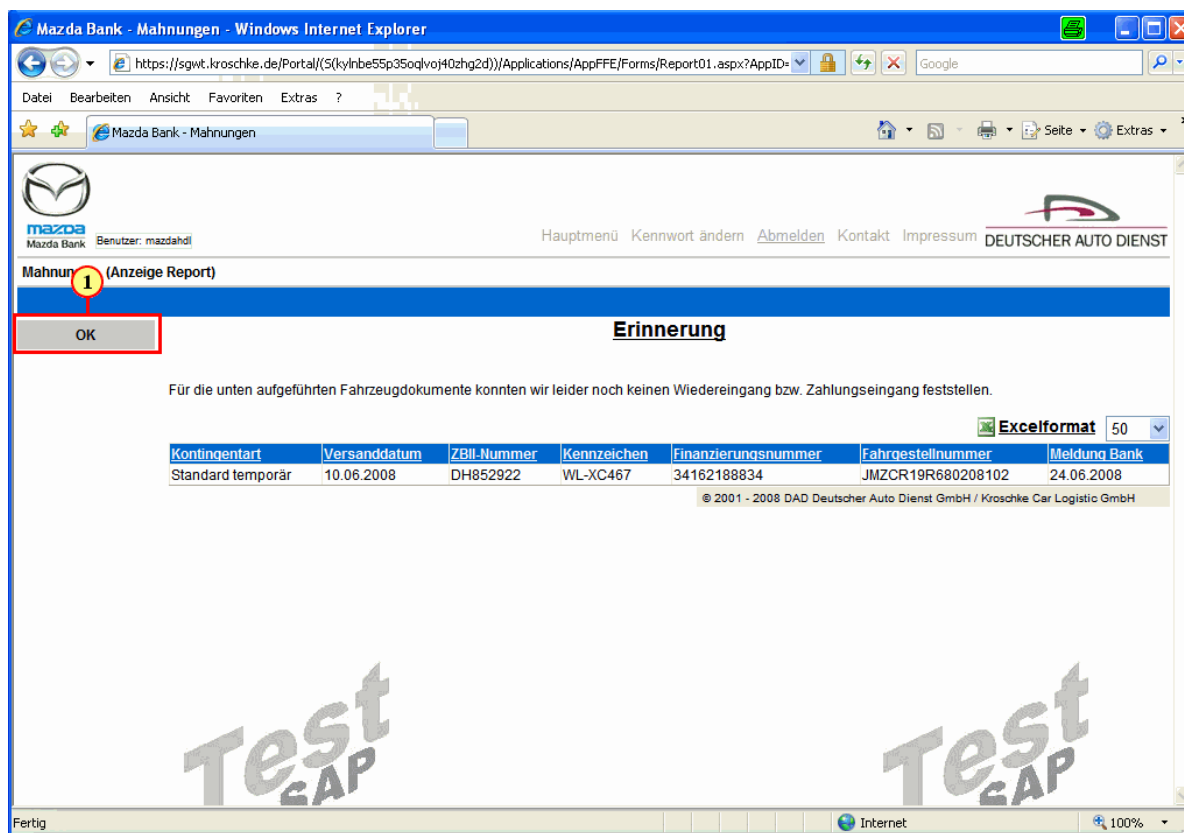 Mazda Bank - Mahnungen - Windows Internet Explorer
https://sgwt.kroschke.de/Portal/(S(kylnbe55p35oqlvoj40zhg2d))/Applications/AppFFE/Forms/Report01.aspx?AppID=
Google
Datei Bearbeiten Ansicht Favoriten Extras ?
Mazda Bank - Mahnungen
Seite Extras
mazda
Mazda Bank
Benutzer: mazdahdl
Hauptmenü Kennwort ändern Abmelden Kontakt Impressum
DEUTSCHER AUTO DIENST
Mahnun (Anzeige Report)
1
OK
Erinnerung
Für die unten aufgeführten Fahrzeugdokumente konnten wir leider noch keinen Wiedereingang bzw. Zahlungseingang feststellen.
Excelformat 50
Kontingentart Versanddatum ZBII-Nummer Kennzeichen Finanzierungsnummer Fahrgestellnummer Meldung Bank
Standard temporär 10.06.2008 DH852922 WL-XC467 34162188834 JMZCR19R680208102 24.06.2008
© 2001 - 2008 DAD Deutscher Auto Dienst GmbH / Kroschke Car Logistic GmbH
Test SAP
Test SAP
Fertig
Internet
100%